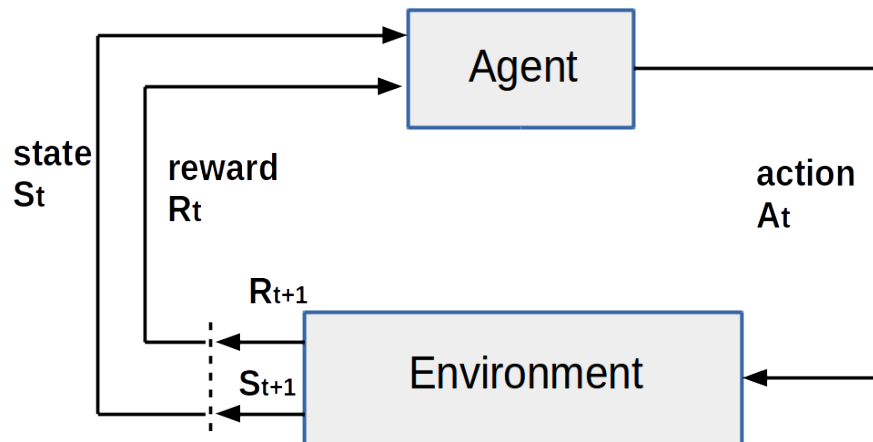 Agent
state
St
reward
Rt
action
At
Rt+1
St+1
Environment